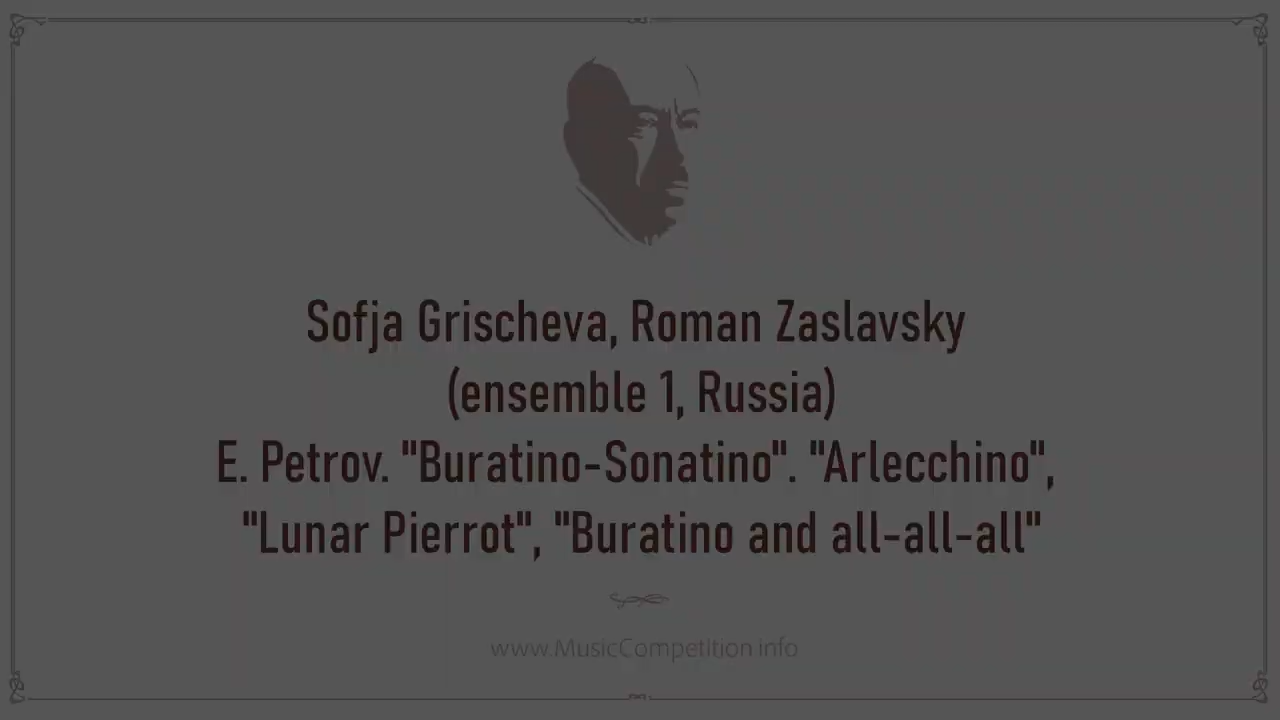 Sofja Grischeva, Roman Zaslavsky
(ensemble 1, Russia)
E. Petrov. "Buratino-Sonatino". "Arlecchino",
"Lunar Pierrot", "Buratino and all-all-all"
www.MusicCompetition.info